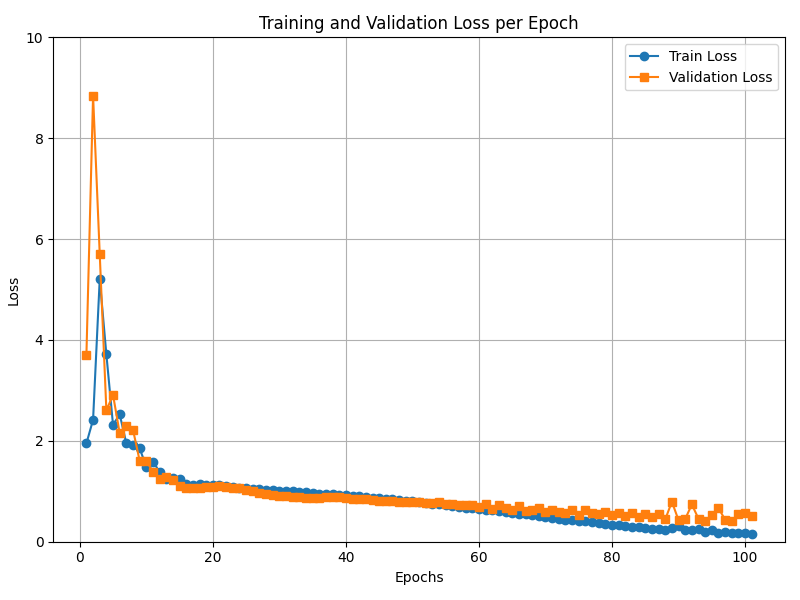 Training and Validation Loss per Epoch
Train Loss
Validation Loss
Loss
10
8
6
4
2
0
0 20 40 60 80 100
Epochs